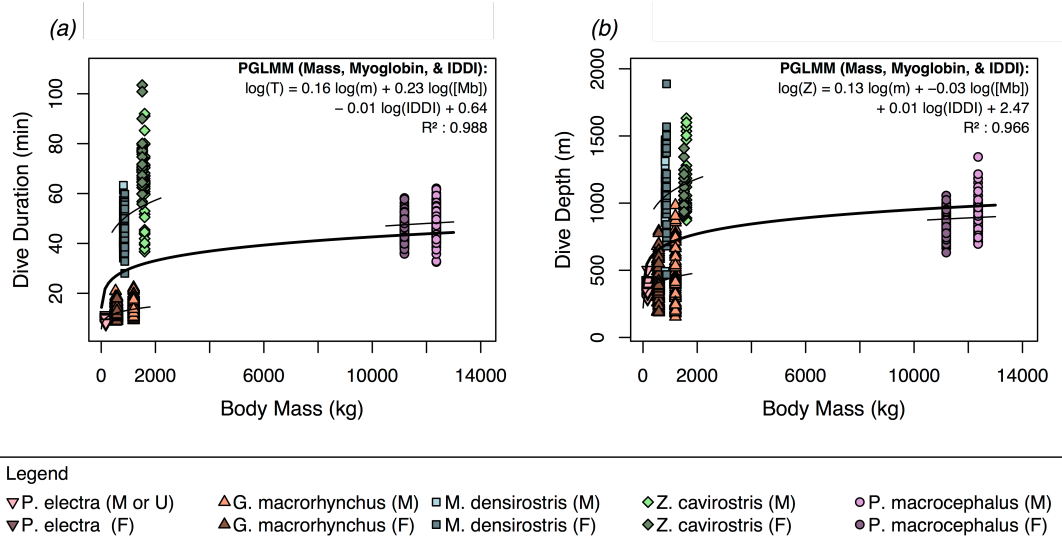 (a)
PGLMM (Mass, Myoglobin, & IDDI):
log(T) = 0.16 log(m) + 0.23 log([Mb])
− 0.01 log(IDDI) + 0.64
R² : 0.988
Dive Duration (min)
100
80
60
40
20
0
2000
6000
10000
14000
Body Mass (kg)
(b)
PGLMM (Mass, Myoglobin, & IDDI):
log(Z) = 0.13 log(m) + −0.03 log([Mb])
+ 0.01 log(IDDI) + 2.47
R² : 0.966
Dive Depth (m)
2000
1500
1000
500
0
0
2000
6000
10000
14000
Body Mass (kg)
Legend
P. electra (M or U)
P. electra (F)
G. macrorhynchus (M)
G. macrorhynchus (F)
M. densirostris (M)
M. densirostris (F)
Z. cavirostris (M)
Z. cavirostris (F)
P. macrocephalus (M)
P. macrocephalus (F)